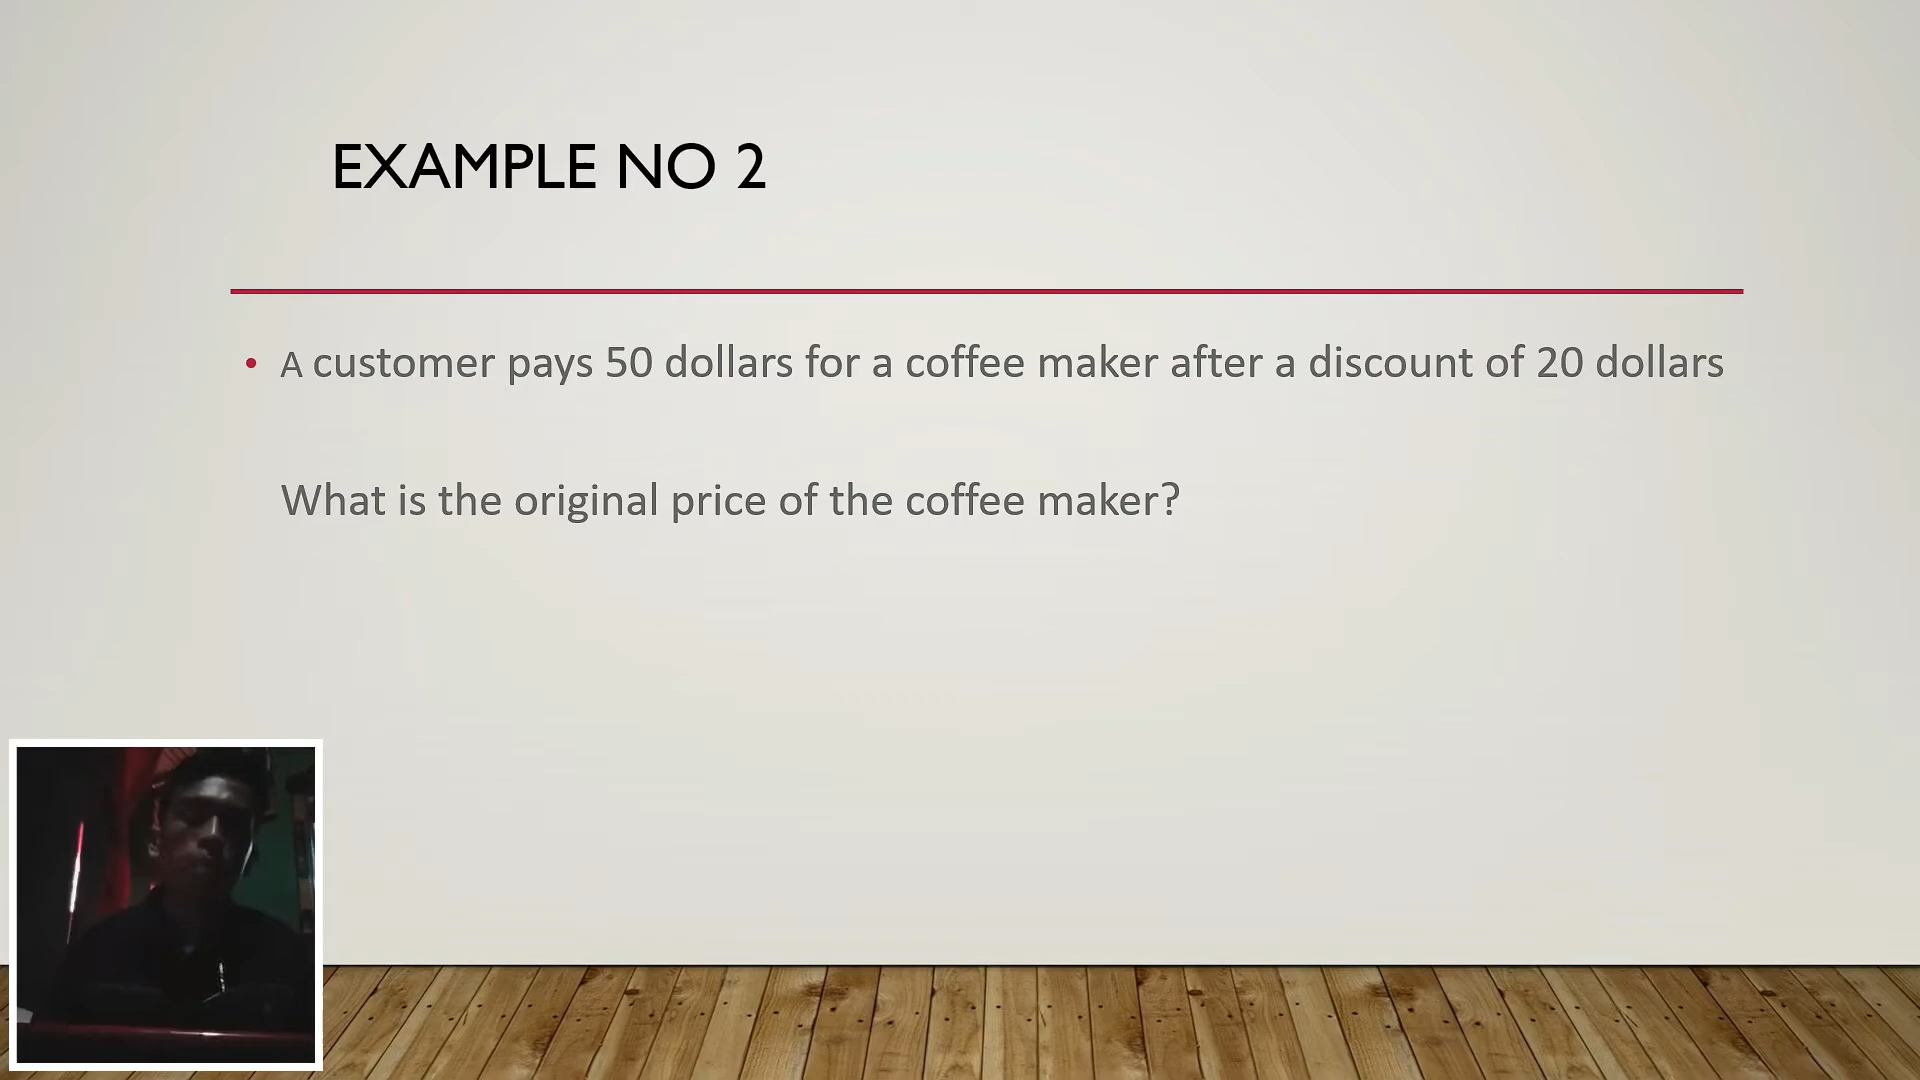 EXAMPLE NO 2
• A customer pays 50 dollars for a coffee maker after a discount of 20 dollars
What is the original price of the coffee maker?